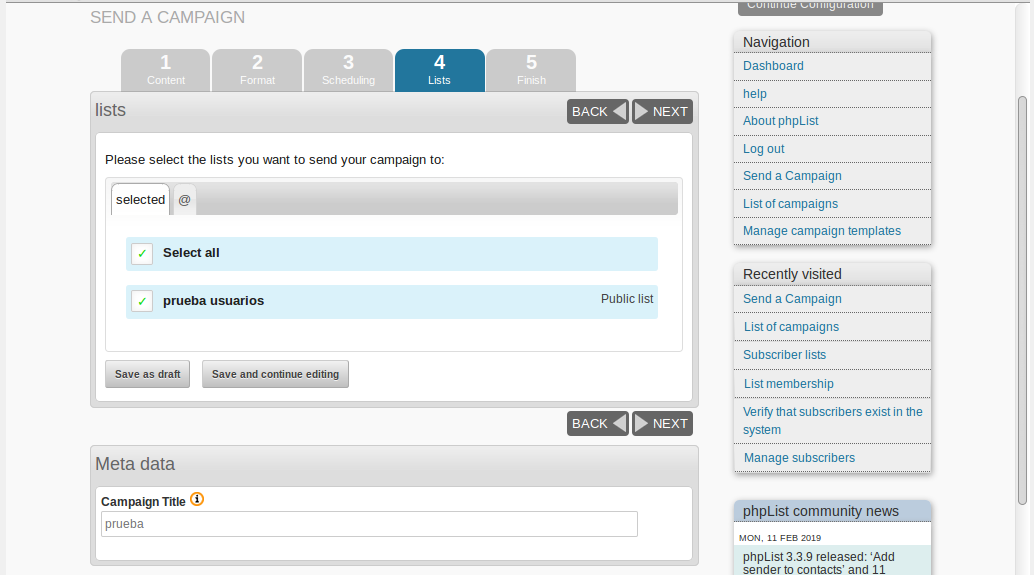 SEND A CAMPAIGN
1
Content
2
Format
3
Scheduling
4
Lists
5
Finish
lists
BACK NEXT
Please select the lists you want to send your campaign to:
selected @
✓ Select all
✓ prueba usuarios Public list
Save as draft Save and continue editing
BACK NEXT
Meta data
Campaign Title
prueba
Continue Configuration
Navigation
Dashboard
help
About phpList
Log out
Send a Campaign
List of campaigns
Manage campaign templates
Recently visited
Send a Campaign
List of campaigns
Subscriber lists
List membership
Verify that subscribers exist in the
system
Manage subscribers
phpList community news
MON, 11 FEB 2019
phpList 3.3.9 released: ‘Add
sender to contacts’ and 11